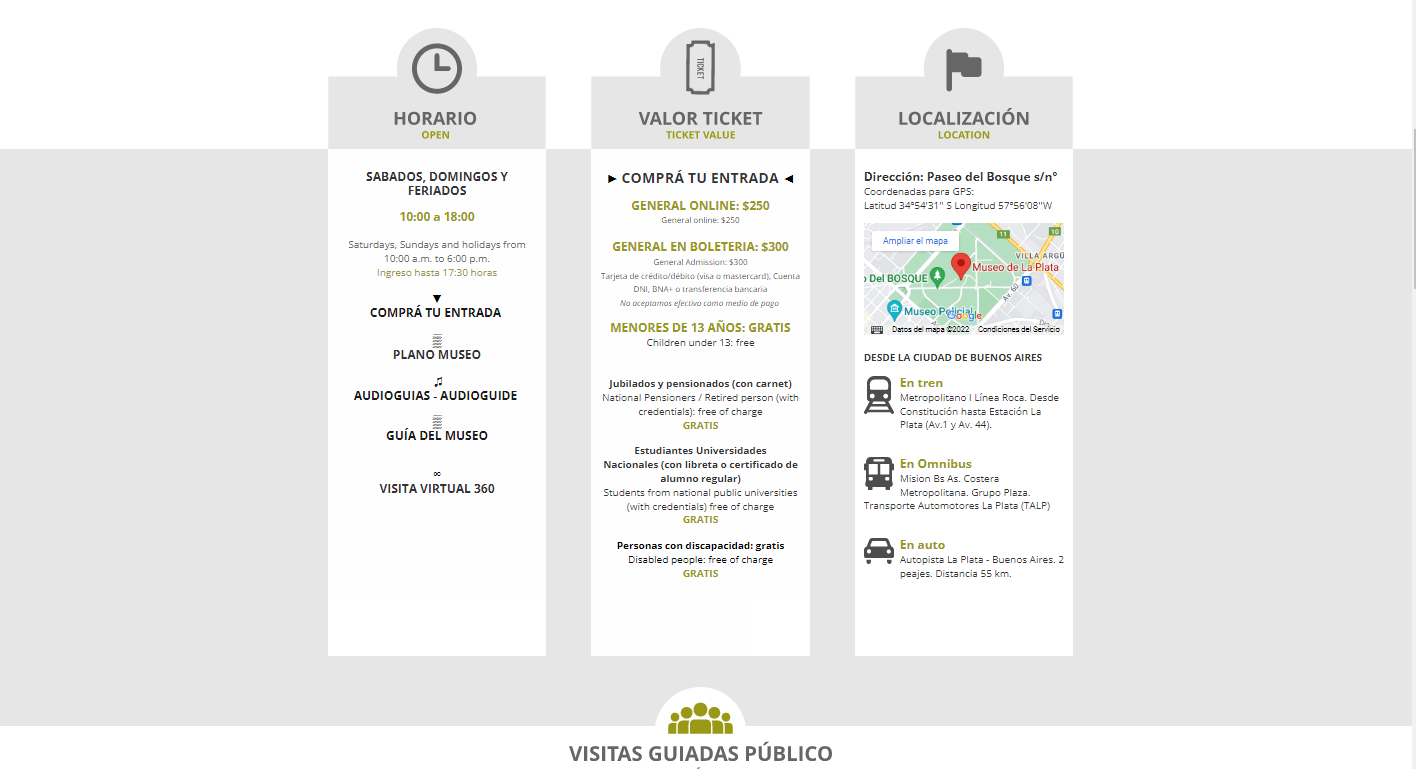 HORARIO
OPEN
SABADOS, DOMINGOS Y
FERIADOS
10:00 a 18:00
Saturdays, Sundays and holidays from
10:00 a.m. to 6:00 p.m.
Ingreso hasta 17:30 horas
▼
COMPRÁ TU ENTRADA
PLANO MUSEO
♫
AUDIOGUIAS - AUDIOGUIDE
GUÍA DEL MUSEO
∞
VISITA VIRTUAL 360
TICKET
VALOR TICKET
TICKET VALUE
► COMPRÁ TU ENTRADA ◄
GENERAL ONLINE: $250
General online: $250
GENERAL EN BOLETERIA: $300
General Admission: $300
Tarjeta de crédito/débito (visa o mastercard), Cuenta
DNI, BNA+ o transferencia bancaria
No aceptamos efectivo como medio de pago
MENORES DE 13 AÑOS: GRATIS
Children under 13: free
Jubilados y pensionados (con carnet)
National Pensioners / Retired person (with
credentials): free of charge
GRATIS
Estudiantes Universidades
Nacionales (con libreta o certificado de
alumno regular)
Students from national public universities
(with credentials) free of charge
GRATIS
Personas con discapacidad: gratis
Disabled people: free of charge
GRATIS
LOCALIZACIÓN
LOCATION
Dirección: Paseo del Bosque s/n°
Coordenadas para GPS:
Latitud 34°54'31" S Longitud 57°56'08"W
Ampliar el mapa
11
10
VILLA ARGÜ
Museo de La Plata
o Del BOSQUE
Av. 60
Museo Policial
Google
Datos del mapa ©2022 Condiciones del Servicio
DESDE LA CIUDAD DE BUENOS AIRES
En tren
Metropolitano I Línea Roca. Desde
Constitución hasta Estación La
Plata (Av.1 y Av. 44).
En Omnibus
Mision Bs As. Costera
Metropolitana. Grupo Plaza.
Transporte Automotores La Plata (TALP)
En auto
Autopista La Plata - Buenos Aires. 2
peajes. Distancia 55 km.
VISITAS GUIADAS PÚBLICO